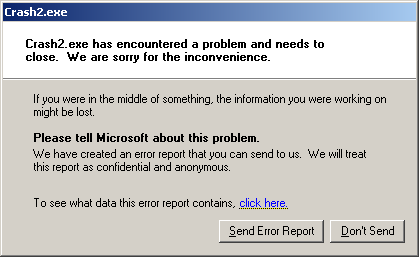 Crash2.exe
Crash2.exe has encountered a problem and needs to
close.  We are sorry for the inconvenience.
If you were in the middle of something, the information you were working on
might be lost.
Please tell Microsoft about this problem.
We have created an error report that you can send to us.  We will treat
this report as confidential and anonymous.
To see what data this error report contains, click here.
Send Error Report
Don't Send